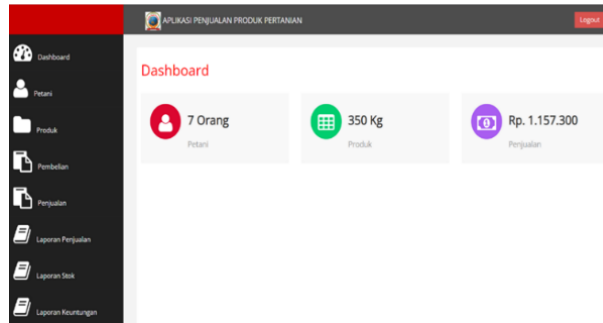 APLIKASI PENJUALAN PRODUK PERTANIAN
Logout
Dashboard
Petani
Produk
Pembelian
Penjualan
Laporan Penjualan
Laporan Stok
Laporan Keuntungan
Dashboard
7 Orang
Petani
350 Kg
Produk
Rp. 1.157.300
Penjualan